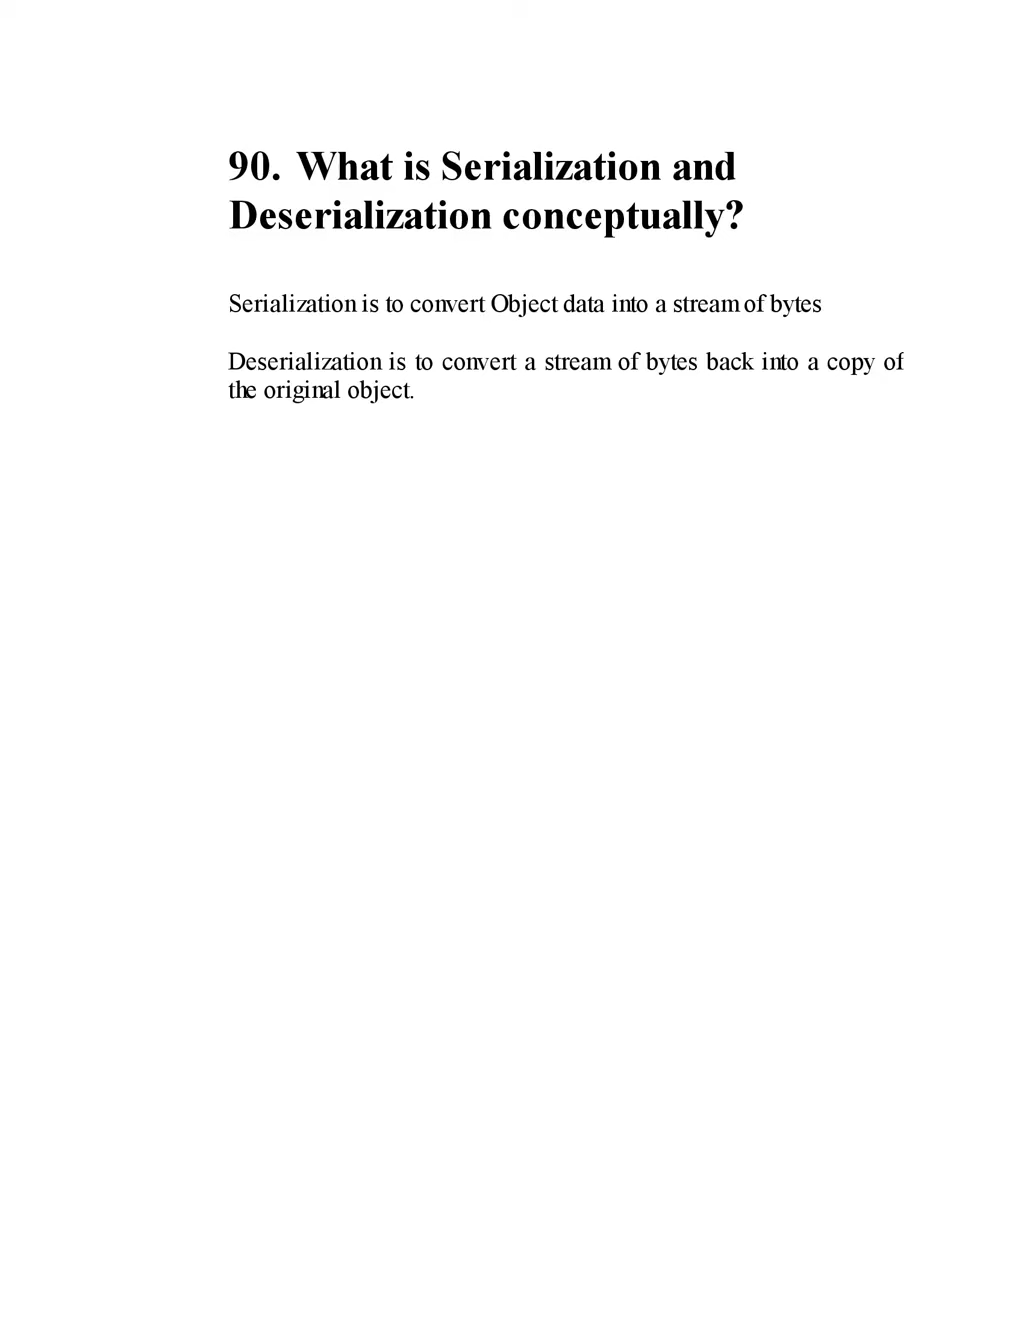 90. What is Serialization and
Deserialization conceptually?
Serialization is to convert Object data into a stream of bytes
Deserialization is to convert a stream of bytes back into a copy of
the original object.